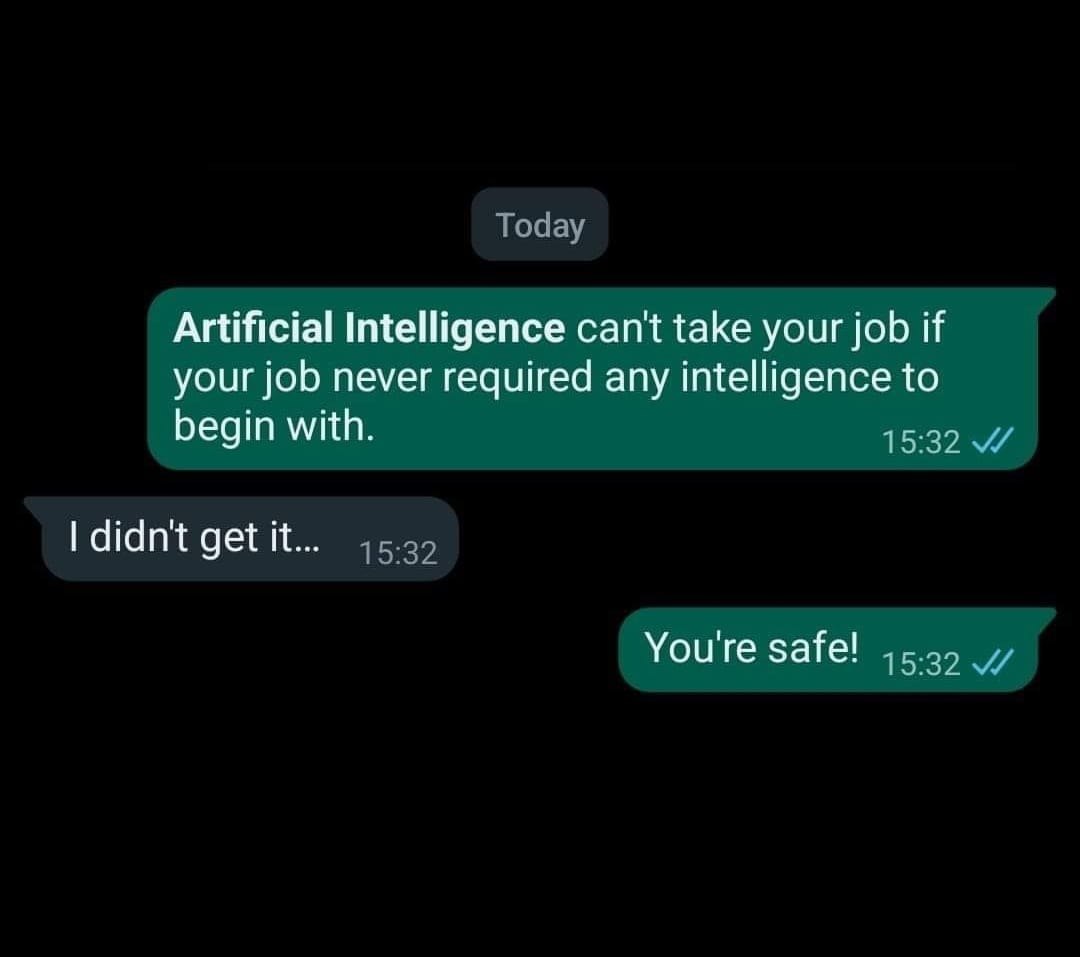 Today
Artificial Intelligence can't take your job if
your job never required any intelligence to
begin with.
15:32
I didn't get it...
15:32
You're safe!
15:32